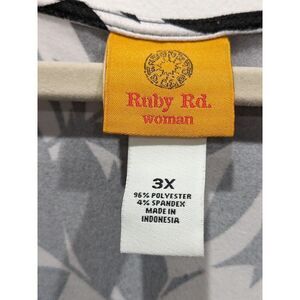 Ruby Rd.
woman
3X
96% POLYESTER
4% SPANDEX
MADE IN
INDONESIA